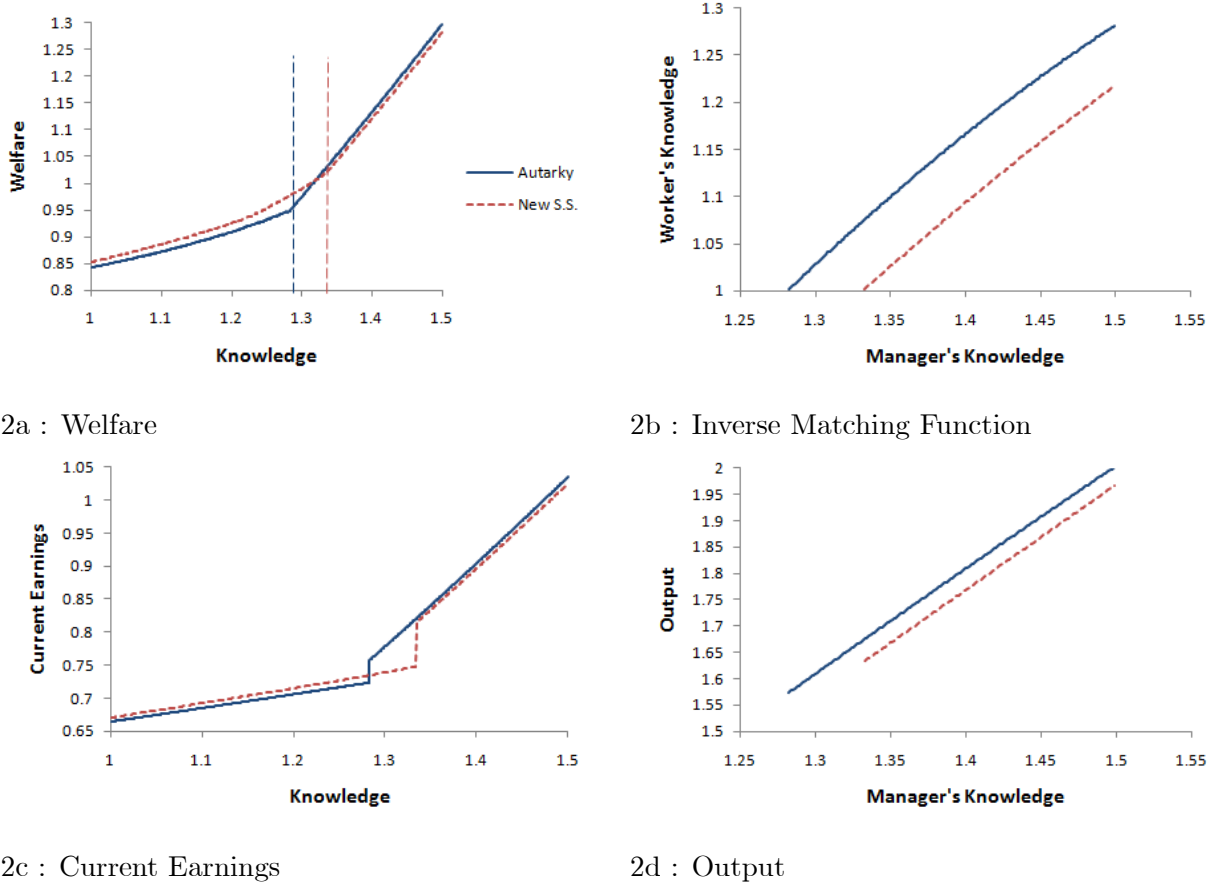 1.3
1.25
1.2
1.15
1.1
1.05
1
0.95
0.9
0.85
0.8
Welfare
1 1.1 1.2 1.3 1.4 1.5
Knowledge
Autarky
New S.S.
1.3
1.25
1.2
1.15
1.1
1.05
1
Worker's Knowledge
1.25 1.3 1.35 1.4 1.45 1.5 1.55
Manager's Knowledge
2a : Welfare
2b : Inverse Matching Function
1.05
1
0.95
0.9
0.85
0.8
0.75
0.7
0.65
Current Earnings
1 1.1 1.2 1.3 1.4 1.5
Knowledge
2
1.95
1.9
1.85
1.8
1.75
1.7
1.65
1.6
1.55
1.5
Output
1.25 1.3 1.35 1.4 1.45 1.5 1.55
Manager's Knowledge
2c : Current Earnings
2d : Output